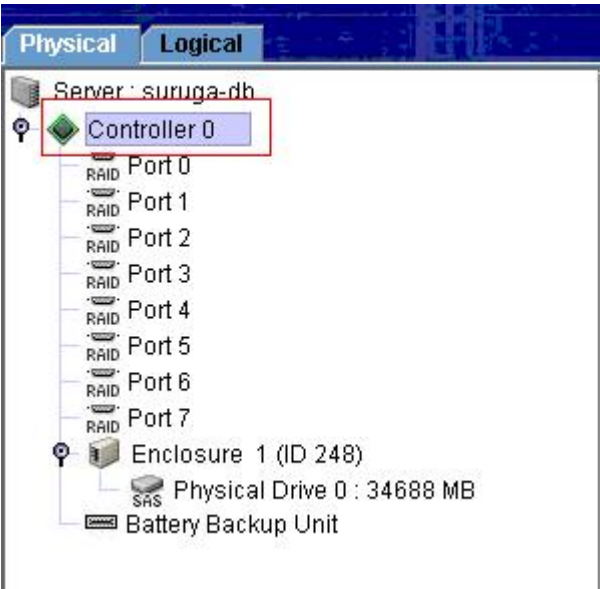 Physical Logical
Server : suruga-db
Controller 0
RAID Port 0
RAID Port 1
RAID Port 2
RAID Port 3
RAID Port 4
RAID Port 5
RAID Port 6
RAID Port 7
Enclosure 1 (ID 248)
SAS Physical Drive 0 : 34688 MB
Battery Backup Unit